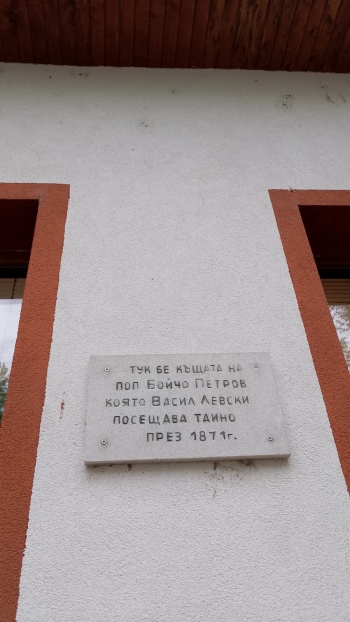 ТУК БЕ КЪЩАТА НА
ПОП БОЙЧО ПЕТРОВ
КОЯТО ВАСИЛ ЛЕВСКИ
ПОСЕЩАВА ТАЙНО
ПРЕЗ 1871г.